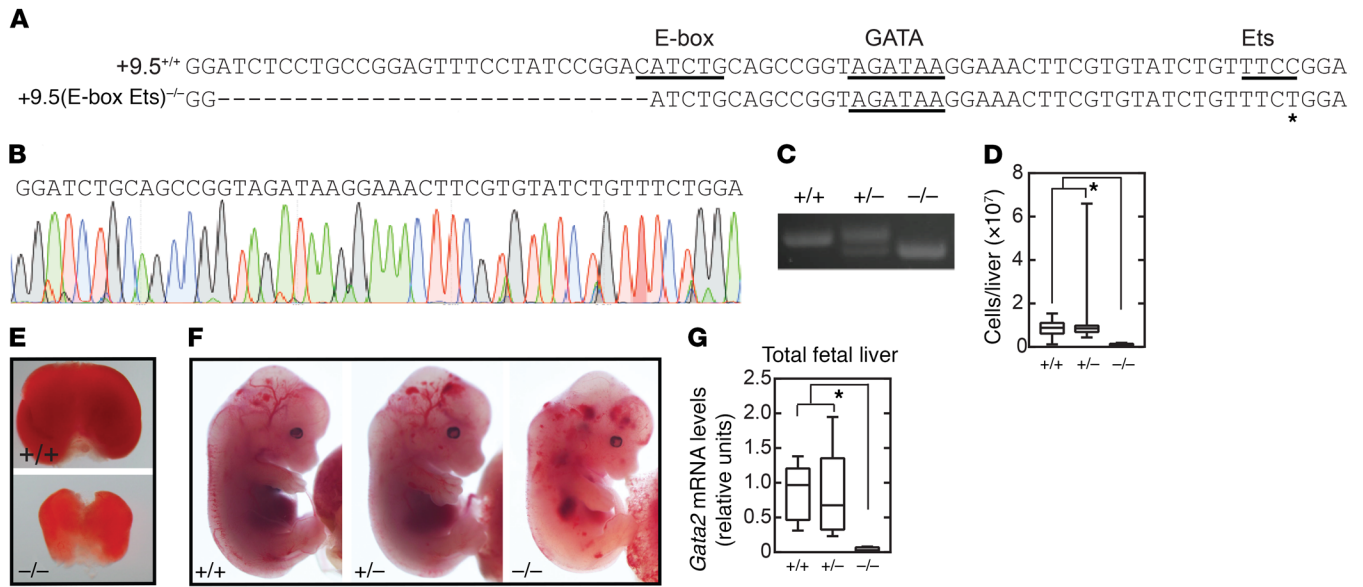 A
E-box GATA Ets
+9.5+/+ GGATCTCCTGCCGGAGTTTCCTATCCGGACATCTGCAGCCGGTAGATAAGGAAACTTCGTGTATCTGTTTCCGGA
+9.5(E-box Ets)–/– GG----------------------------ATCTGCAGCCGGTAGATAAGGAAACTTCGTGTATCTGTTTCTGGA
*
B
GGATCTGCAGCCGGTAGATAAGGAAACTTCGTGTATCTGTTTCTGGA
C
+/+ +/– –/–
D
Cells/liver (×10⁷)
8
6
4
2
0
*
+/+ +/– –/–
E
+/+
–/–
F
+/+ +/– –/–
G
Total fetal liver
Gata2 mRNA levels
(relative units)
2.5
2.0
1.5
1.0
0.5
0
*
+/+ +/– –/–